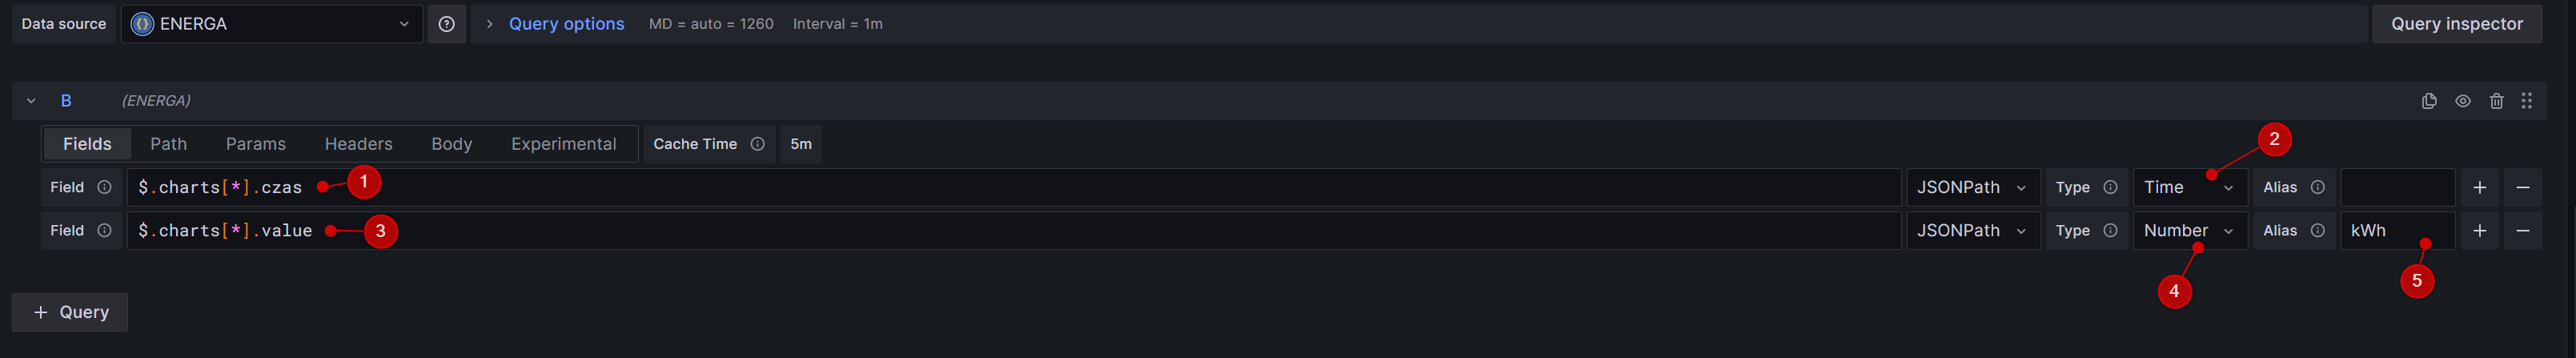 Data source ENERGA Query options MD = auto = 1260 Interval = 1m Query inspector
B (ENERGA)
Fields Path Params Headers Body Experimental Cache Time 5m 2
Field $.charts[*].czas 1 JSONPath Type Time Alias
Field $.charts[*].value 3 JSONPath Type Number Alias kWh
4 5
+ Query